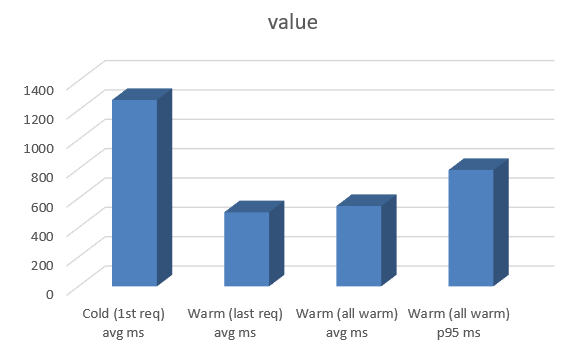 value
1400
1200
1000
800
600
400
200
0
Cold (1st req) Warm (last req) Warm (all warm) Warm (all warm)
avg ms avg ms avg ms p95 ms